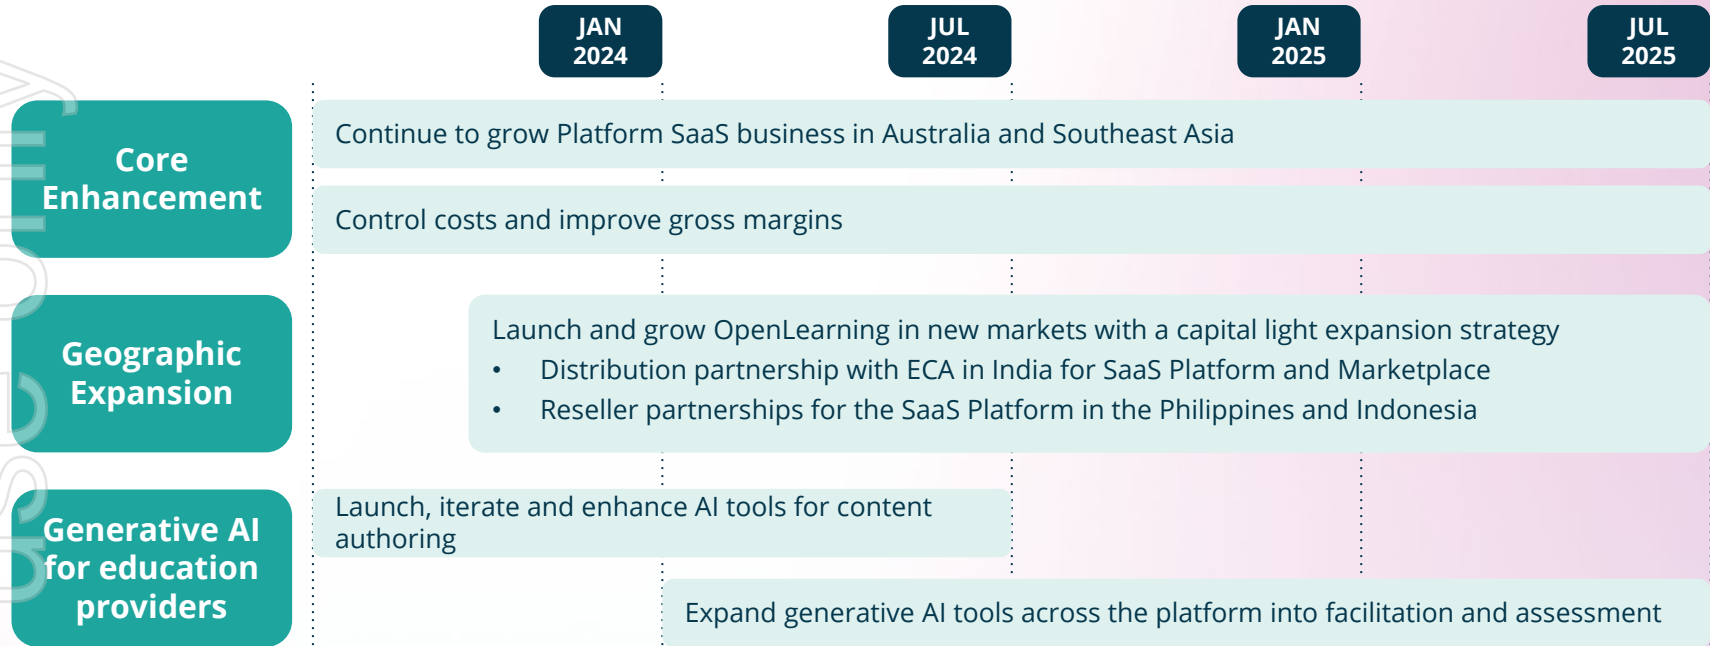 JAN
2024
JUL
2024
JAN
2025
JUL
2025
Core
Enhancement
Continue to grow Platform SaaS business in Australia and Southeast Asia
Control costs and improve gross margins
Geographic
Expansion
Launch and grow OpenLearning in new markets with a capital light expansion strategy
• Distribution partnership with ECA in India for SaaS Platform and Marketplace
• Reseller partnerships for the SaaS Platform in the Philippines and Indonesia
Generative AI
for education
providers
Launch, iterate and enhance AI tools for content
authoring
Expand generative AI tools across the platform into facilitation and assessment
use only